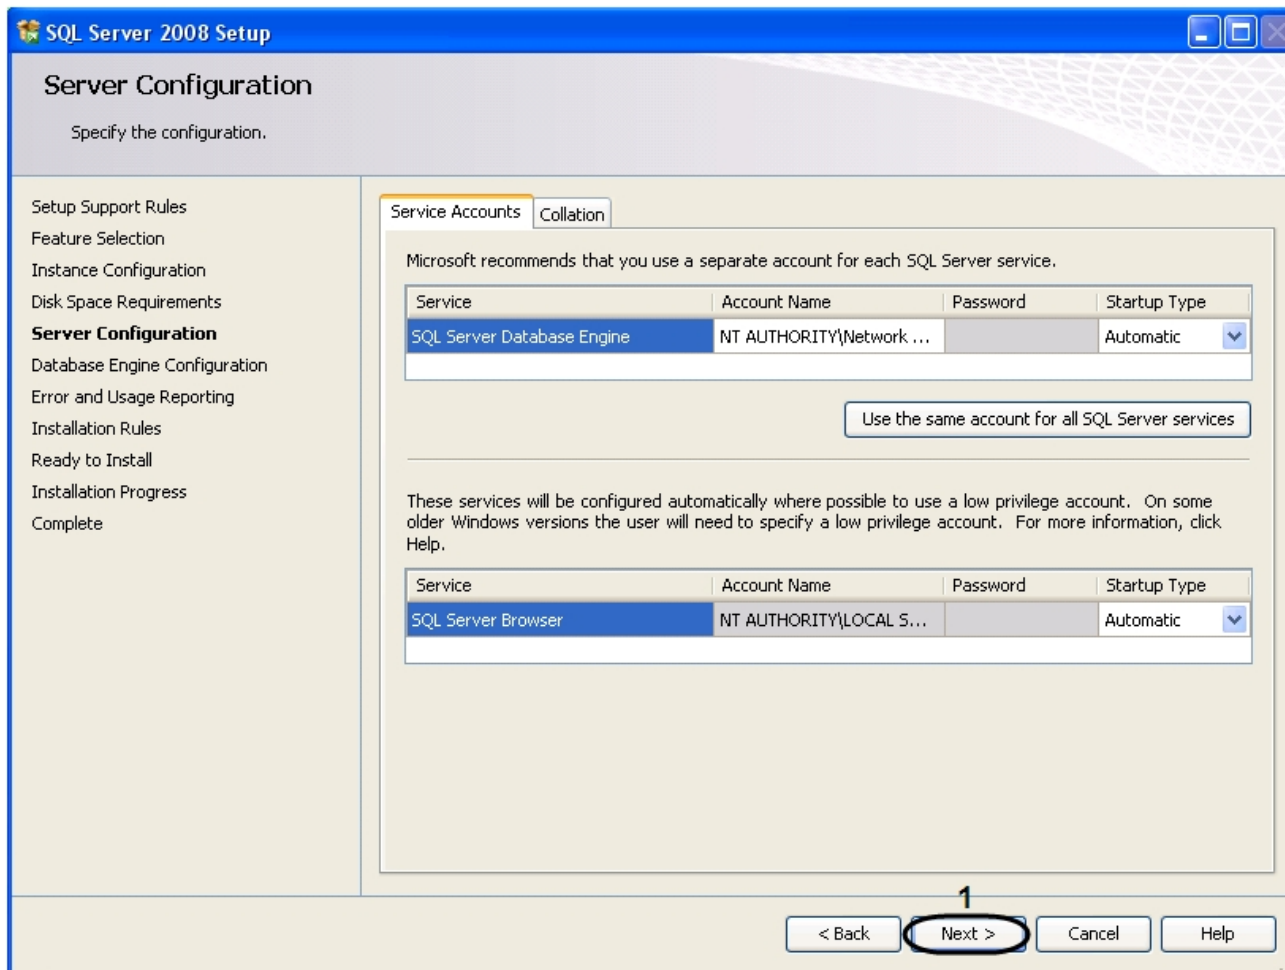 SQL Server 2008 Setup
Server Configuration
Specify the configuration.
Setup Support Rules
Feature Selection
Instance Configuration
Disk Space Requirements
Server Configuration
Database Engine Configuration
Error and Usage Reporting
Installation Rules
Ready to Install
Installation Progress
Complete
Service Accounts Collation
Microsoft recommends that you use a separate account for each SQL Server service.
Service Account Name Password Startup Type
SQL Server Database Engine NT AUTHORITY\Network ... Automatic
Use the same account for all SQL Server services
These services will be configured automatically where possible to use a low privilege account. On some
older Windows versions the user will need to specify a low privilege account. For more information, click
Help.
Service Account Name Password Startup Type
SQL Server Browser NT AUTHORITY\LOCAL S... Automatic
1
< Back Next > Cancel Help